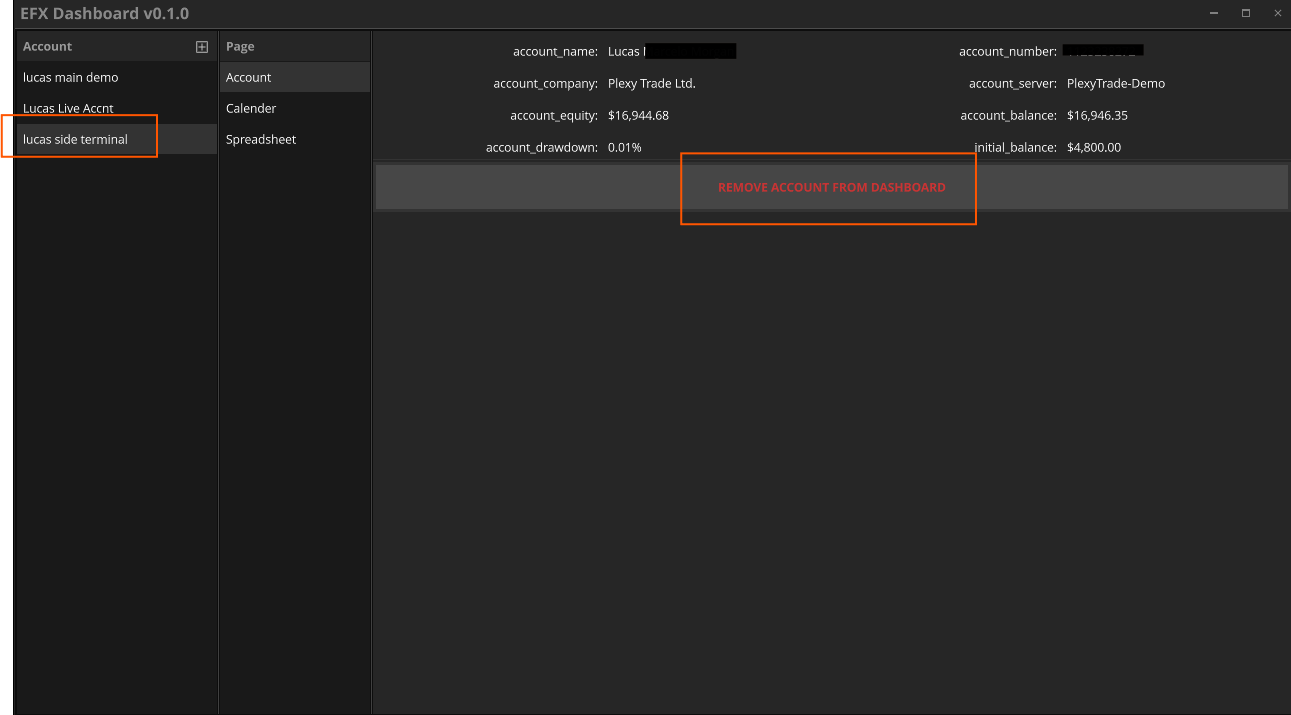 EFX Dashboard v0.1.0
Account
lucas main demo
Lucas Live Accnt
lucas side terminal
Page
Account
Calender
Spreadsheet
account_name: Lucas
account_number:
account_company: Plexy Trade Ltd.
account_server: PlexyTrade-Demo
account_equity: $16,944.68
account_balance: $16,946.35
account_drawdown: 0.01%
initial_balance: $4,800.00
REMOVE ACCOUNT FROM DASHBOARD